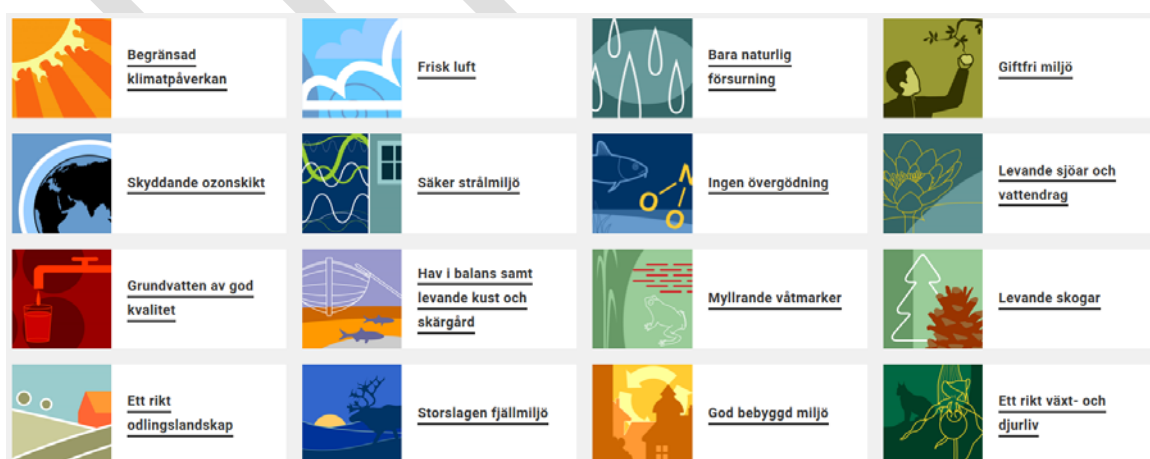 Begränsad
klimatpåverkan
Frisk luft
Bara naturlig
försurning
Giftfri miljö
Skyddande ozonskikt
Säker strålmiljö
N
O
O
Ingen övergödning
Levande sjöar och
vattendrag
Grundvatten av god
kvalitet
Hav i balans samt
levande kust och
skärgård
Myllrande våtmarker
Levande skogar
Ett rikt
odlingslandskap
Storslagen fjällmiljö
God bebyggd miljö
Ett rikt växt- och
djurliv